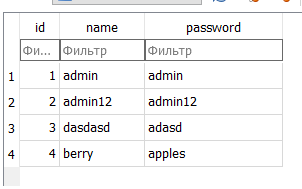 id name password
Фи... Фильтр Фильтр
1 1 admin admin
2 2 admin12 admin12
3 3 dasdasd adasd
4 4 berry apples